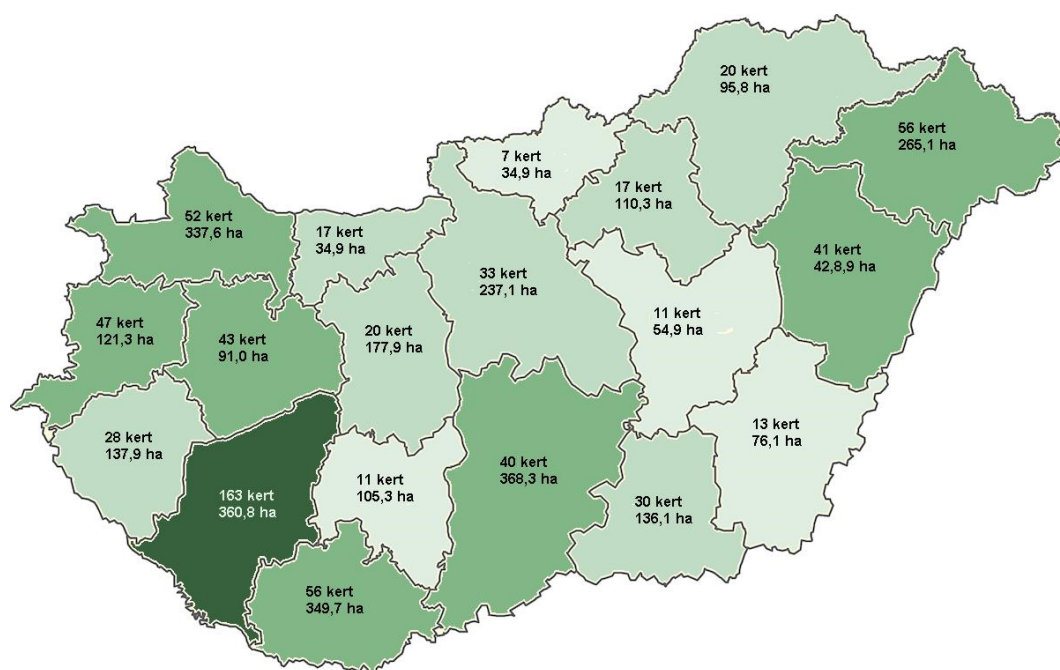 20 kert
95,8 ha
56 kert
265,1 ha
7 kert
34,9 ha
17 kert
110,3 ha
52 kert
337,6 ha
17 kert
34,9 ha
33 kert
237,1 ha
41 kert
42,8,9 ha
11 kert
54,9 ha
47 kert
121,3 ha
43 kert
91,0 ha
20 kert
177,9 ha
28 kert
137,9 ha
13 kert
76,1 ha
163 kert
360,8 ha
11 kert
105,3 ha
40 kert
368,3 ha
30 kert
136,1 ha
56 kert
349,7 ha